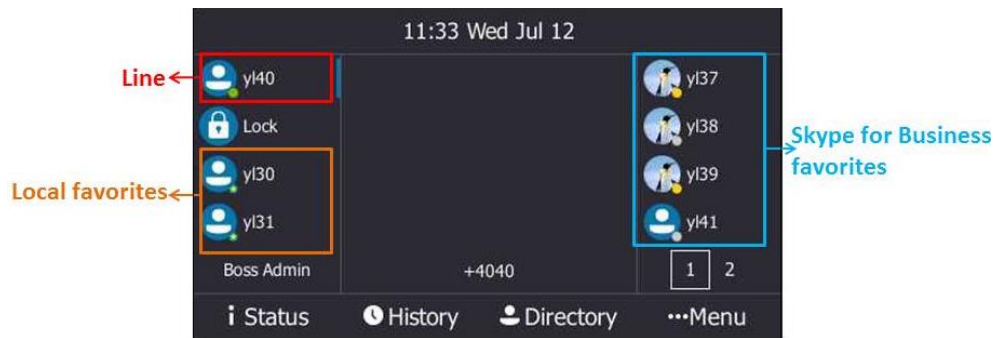 11:33 Wed Jul 12
Line
yl40
yl37
Lock
yl38
Skype for Business
favorites
Local favorites
yl30
yl39
yl31
yl41
Boss Admin
+4040
1 2
i Status
History
Directory
•••Menu